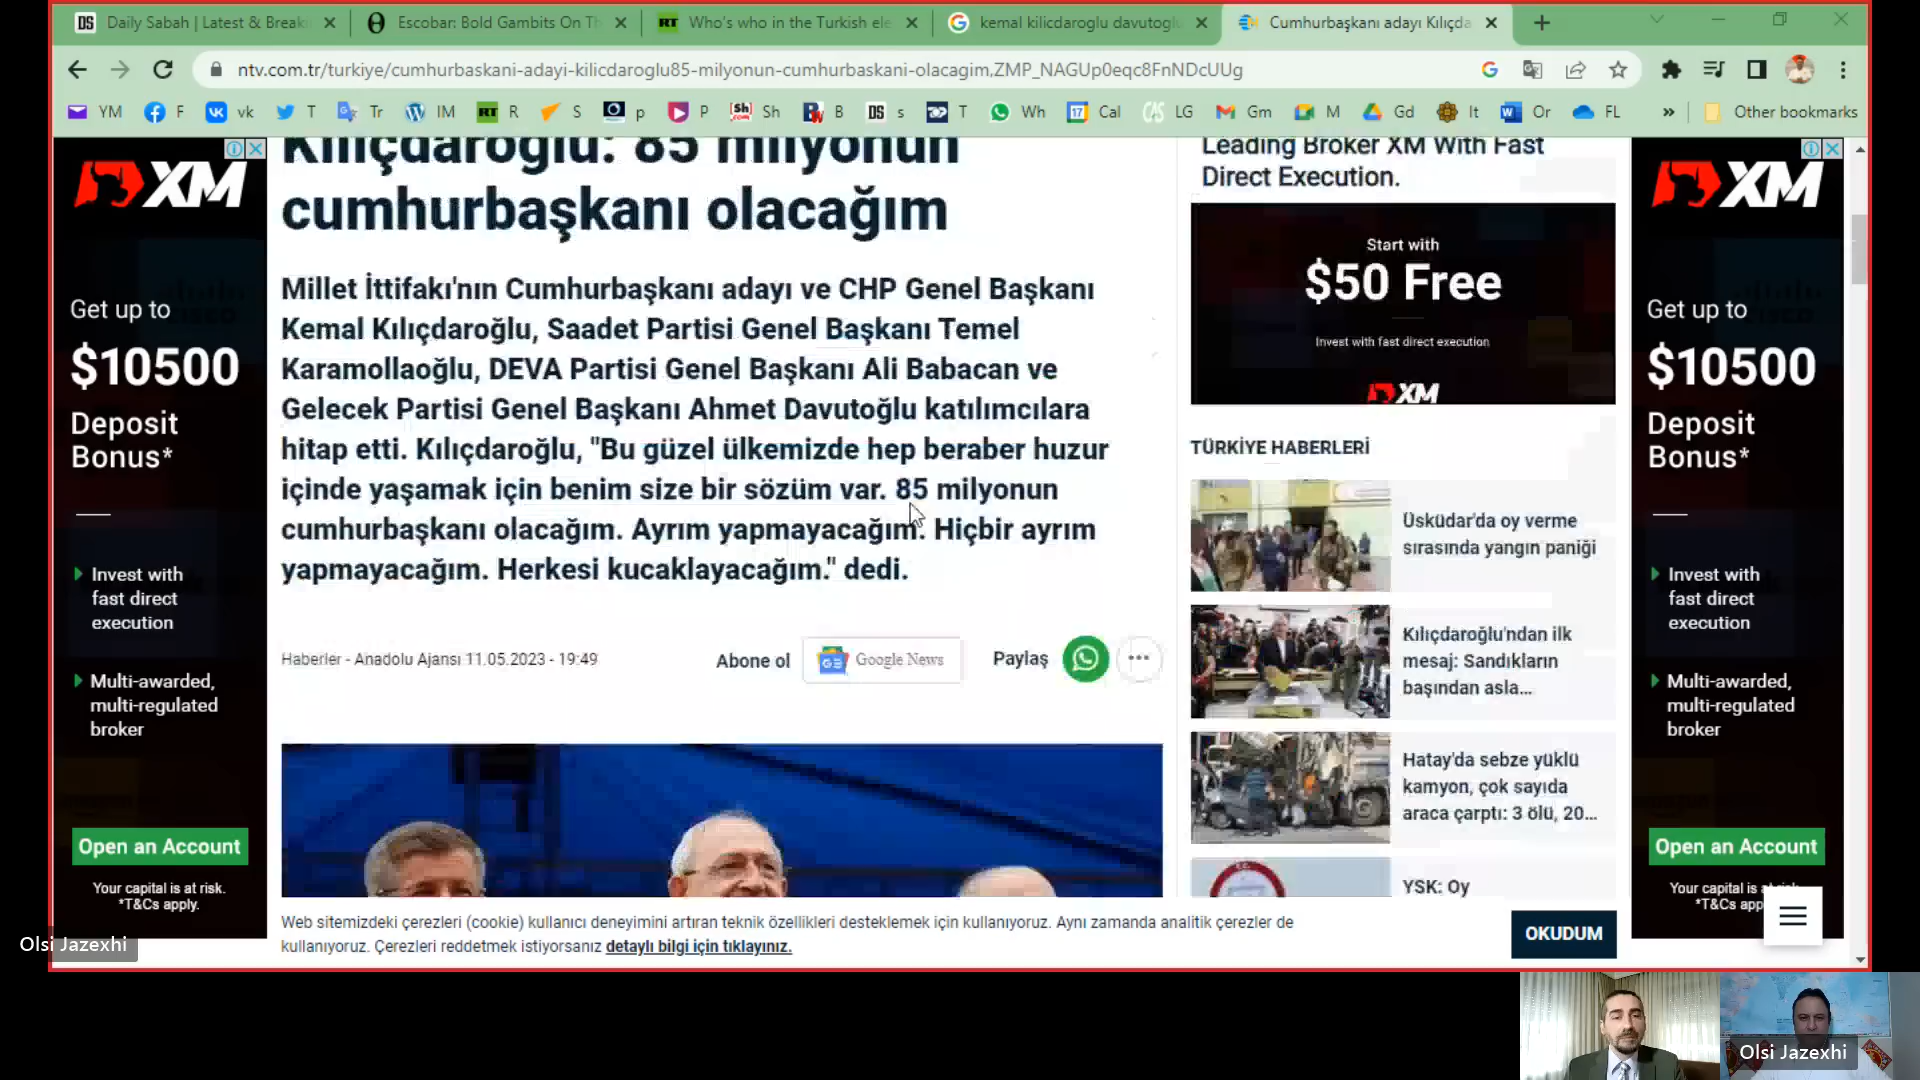 Daily Sabah | Latest & Break
Escobar: Bold Gambits On Th
RT
Who's who in the Turkish ele
kemal kilicdaroglu davutoglu
Cumhurbaşkanı adayı Kılıçda
ntv.com.tr/turkiye/cumhurbaskani-adayi-kilicdaroglu85-milyonun-cumhurbaskani-olacagim,ZMP_NAGUp0eqc8FnNDcUUg
YM
F
vk
T
Tr
IM
R
S
p
P
Sh
B
s
T
Wh
Cal
LG
Gm
M
Gd
It
Or
FL
»
Other bookmarks
XM
Get up to
$10500
Deposit
Bonus*
Invest with
fast direct
execution
Multi-awarded,
multi-regulated
broker
Open an Account
Your capital is at risk.
*T&Cs apply.
Kılıçdaroğlu: 85 milyonun
cumhurbaşkanı olacağım
Millet İttifakı'nın Cumhurbaşkanı adayı ve CHP Genel Başkanı
Kemal Kılıçdaroğlu, Saadet Partisi Genel Başkanı Temel
Karamollaoğlu, DEVA Partisi Genel Başkanı Ali Babacan ve
Gelecek Partisi Genel Başkanı Ahmet Davutoğlu katılımcılara
hitap etti. Kılıçdaroğlu, "Bu güzel ülkemizde hep beraber huzur
içinde yaşamak için benim size bir sözüm var. 85 milyonun
cumhurbaşkanı olacağım. Ayrım yapmayacağım. Hiçbir ayrım
yapmayacağım. Herkesi kucaklayacağım." dedi.
Haberler - Anadolu Ajansı 11.05.2023 - 19:49
Abone ol
Google News
Paylaş
Leading Broker XM With Fast
Direct Execution.
Start with
$50 Free
Invest with fast direct execution
XM
TÜRKİYE HABERLERİ
Üsküdar'da oy verme
sırasında yangın paniği
Kılıçdaroğlu'ndan ilk
mesaj: Sandıkların
başından asla...
Hatay'da sebze yüklü
kamyon, çok sayıda
araca çarptı: 3 ölü, 20...
YSK: Oy
XM
Get up to
$10500
Deposit
Bonus*
Invest with
fast direct
execution
Multi-awarded,
multi-regulated
broker
Open an Account
Your capital is
*T&Cs
Web sitemizdeki çerezleri (cookie) kullanıcı deneyimini artıran teknik özellikleri desteklemek için kullanıyoruz. Aynı zamanda analitik çerezler de
kullanıyoruz. Çerezleri reddetmek istiyorsanız detaylı bilgi için tıklayınız.
OKUDUM
Olsi Jazexhi
Olsi Jazexhi